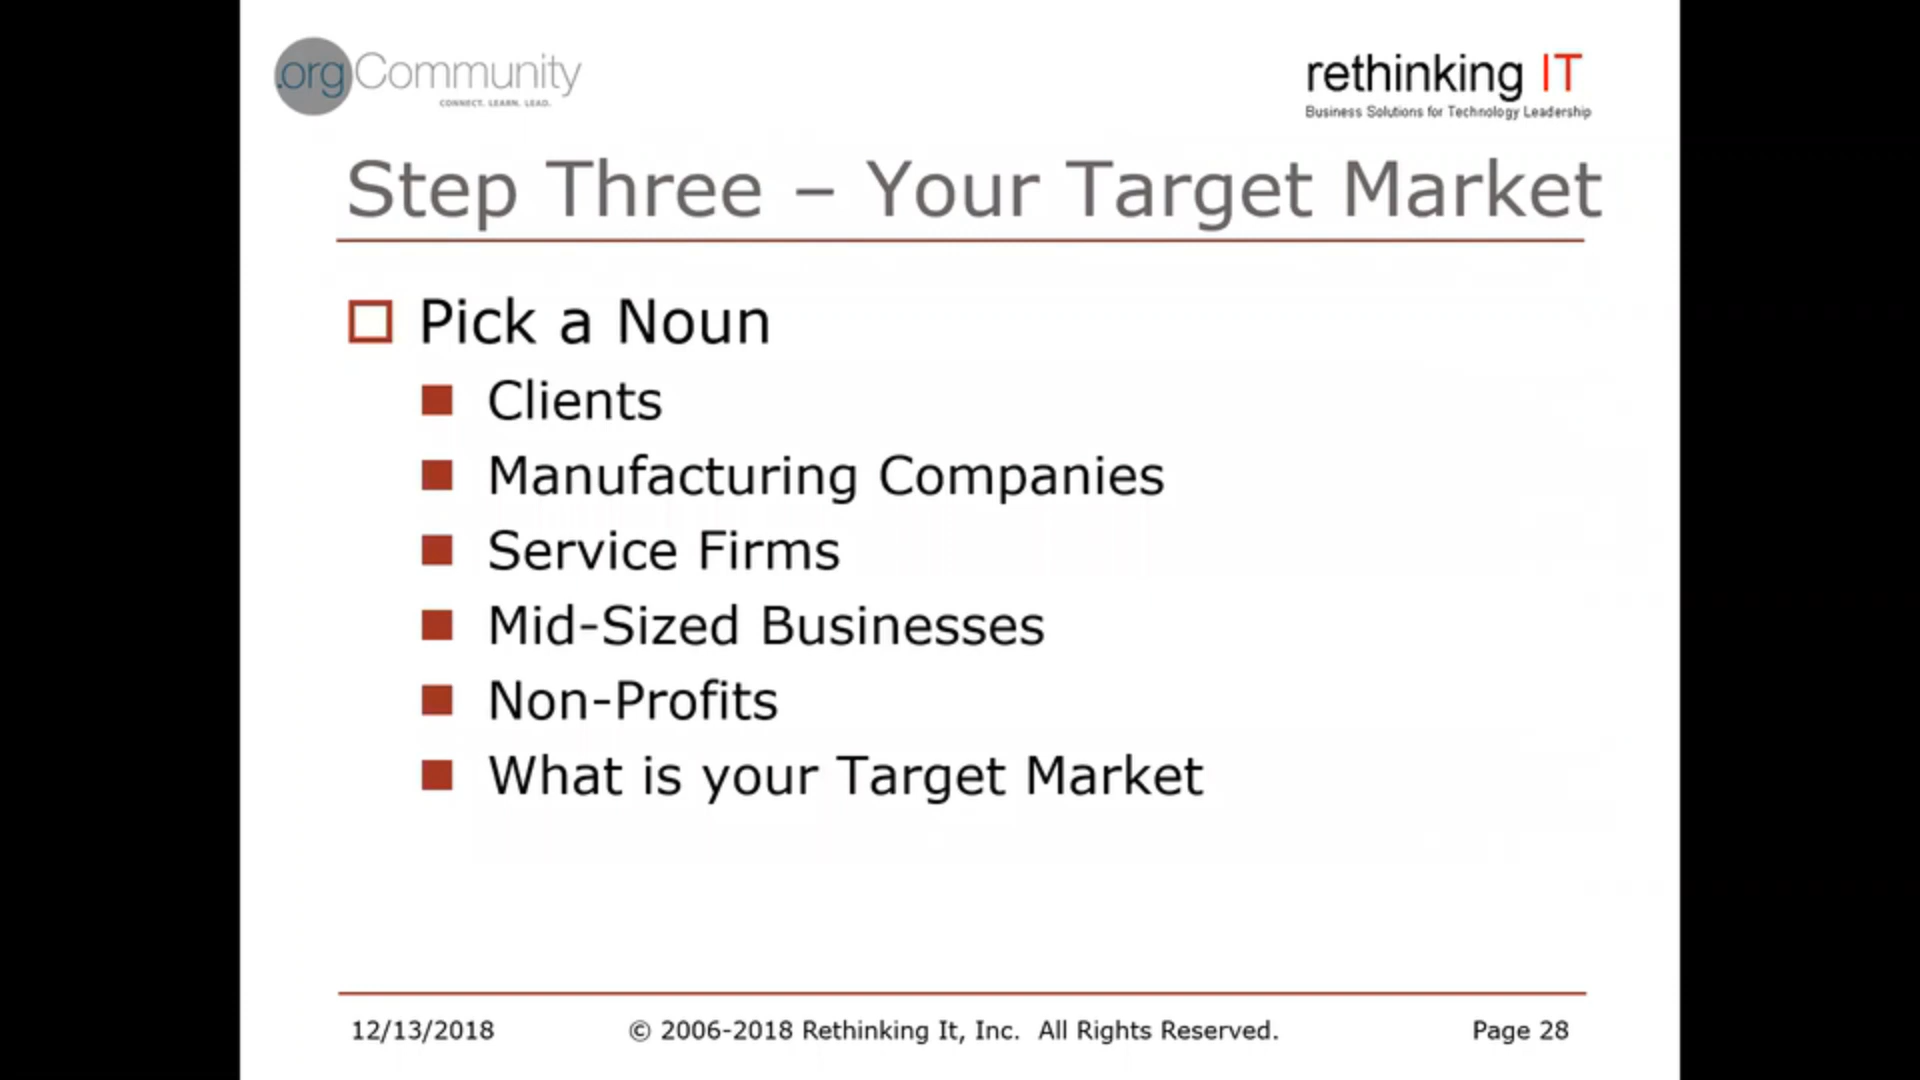 .orgCommunity
CONNECT. LEARN. LEAD.
rethinking IT
Business Solutions for Technology Leadership
Step Three – Your Target Market
Pick a Noun
Clients
Manufacturing Companies
Service Firms
Mid-Sized Businesses
Non-Profits
What is your Target Market
12/13/2018
© 2006-2018 Rethinking It, Inc. All Rights Reserved.
Page 28